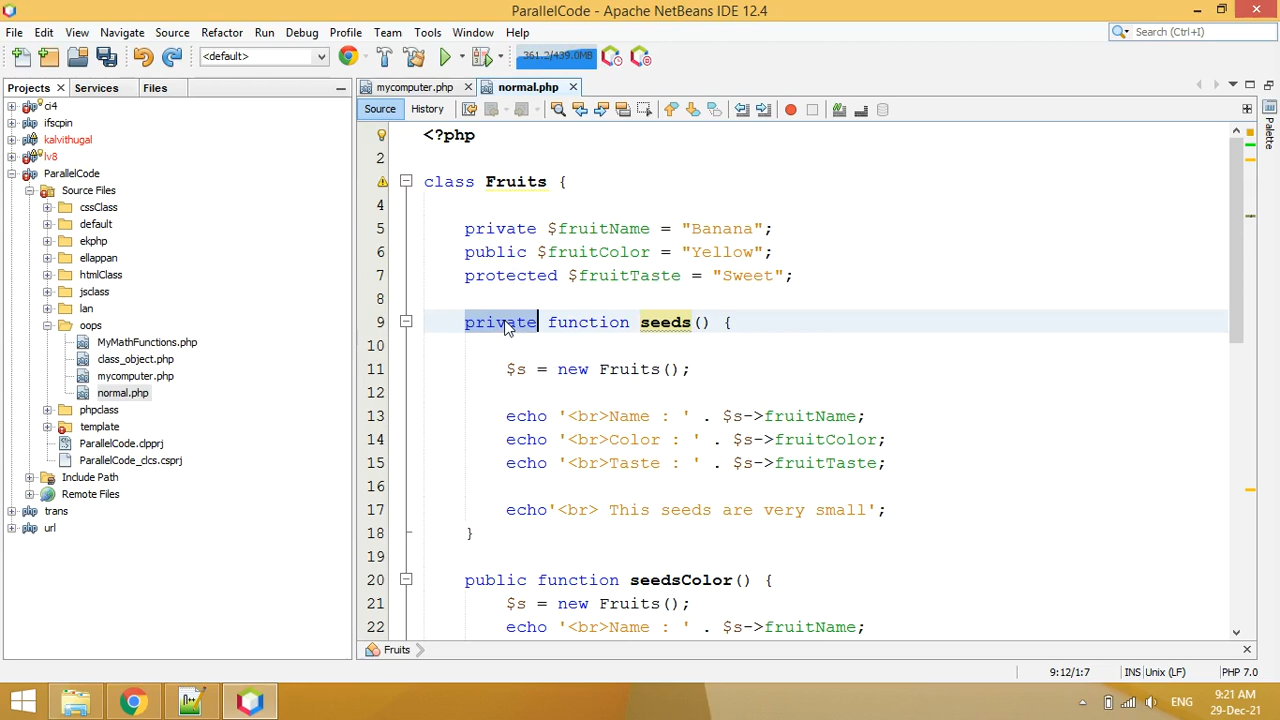 ParallelCode - Apache NetBeans IDE 12.4
File Edit View Navigate Source Refactor Run Debug Profile Team Tools Window Help
Search (Ctrl+I)
<default>
361.2/439.0MB
Projects Services Files
mycomputer.php normal.php
Source History
ci4
ifscpin
kalvithugal
lv8
ParallelCode
Source Files
cssClass
default
ekphp
ellappan
htmlClass
jsclass
lan
oops
MyMathFunctions.php
class_object.php
mycomputer.php
normal.php
phpclass
template
ParallelCode.clpprj
ParallelCode_clcs.csprj
Include Path
Remote Files
trans
url
<?php
2
class Fruits {
4
5 private $fruitName = "Banana";
6 public $fruitColor = "Yellow";
7 protected $fruitTaste = "Sweet";
8
9 private function seeds() {
10
11 $s = new Fruits();
12
13 echo '<br>Name : ' . $s->fruitName;
14 echo '<br>Color : ' . $s->fruitColor;
15 echo '<br>Taste : ' . $s->fruitTaste;
16
17 echo'<br> This seeds are very small';
18 }
19
20 public function seedsColor() {
21 $s = new Fruits();
22 echo '<br>Name : ' . $s->fruitName;
Palette
Fruits
9:12/1:7 INS Unix (LF) PHP 7.0
ENG
9:21 AM
29-Dec-21